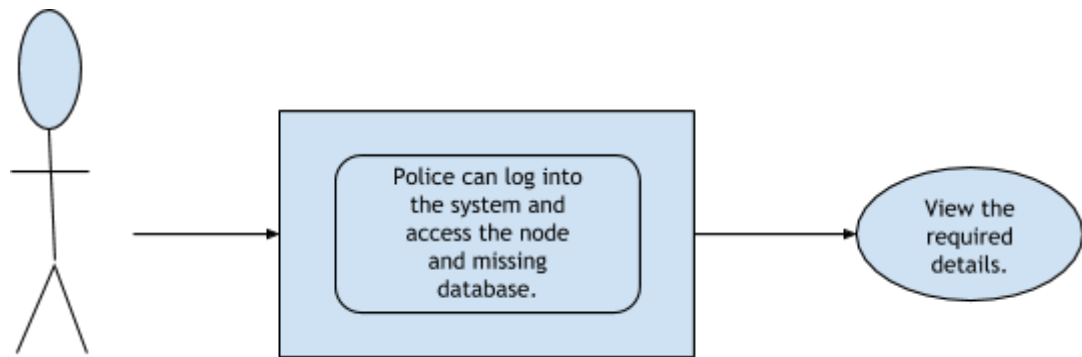 Police can log into
the system and
access the node
and missing
database.
View the
required
details.